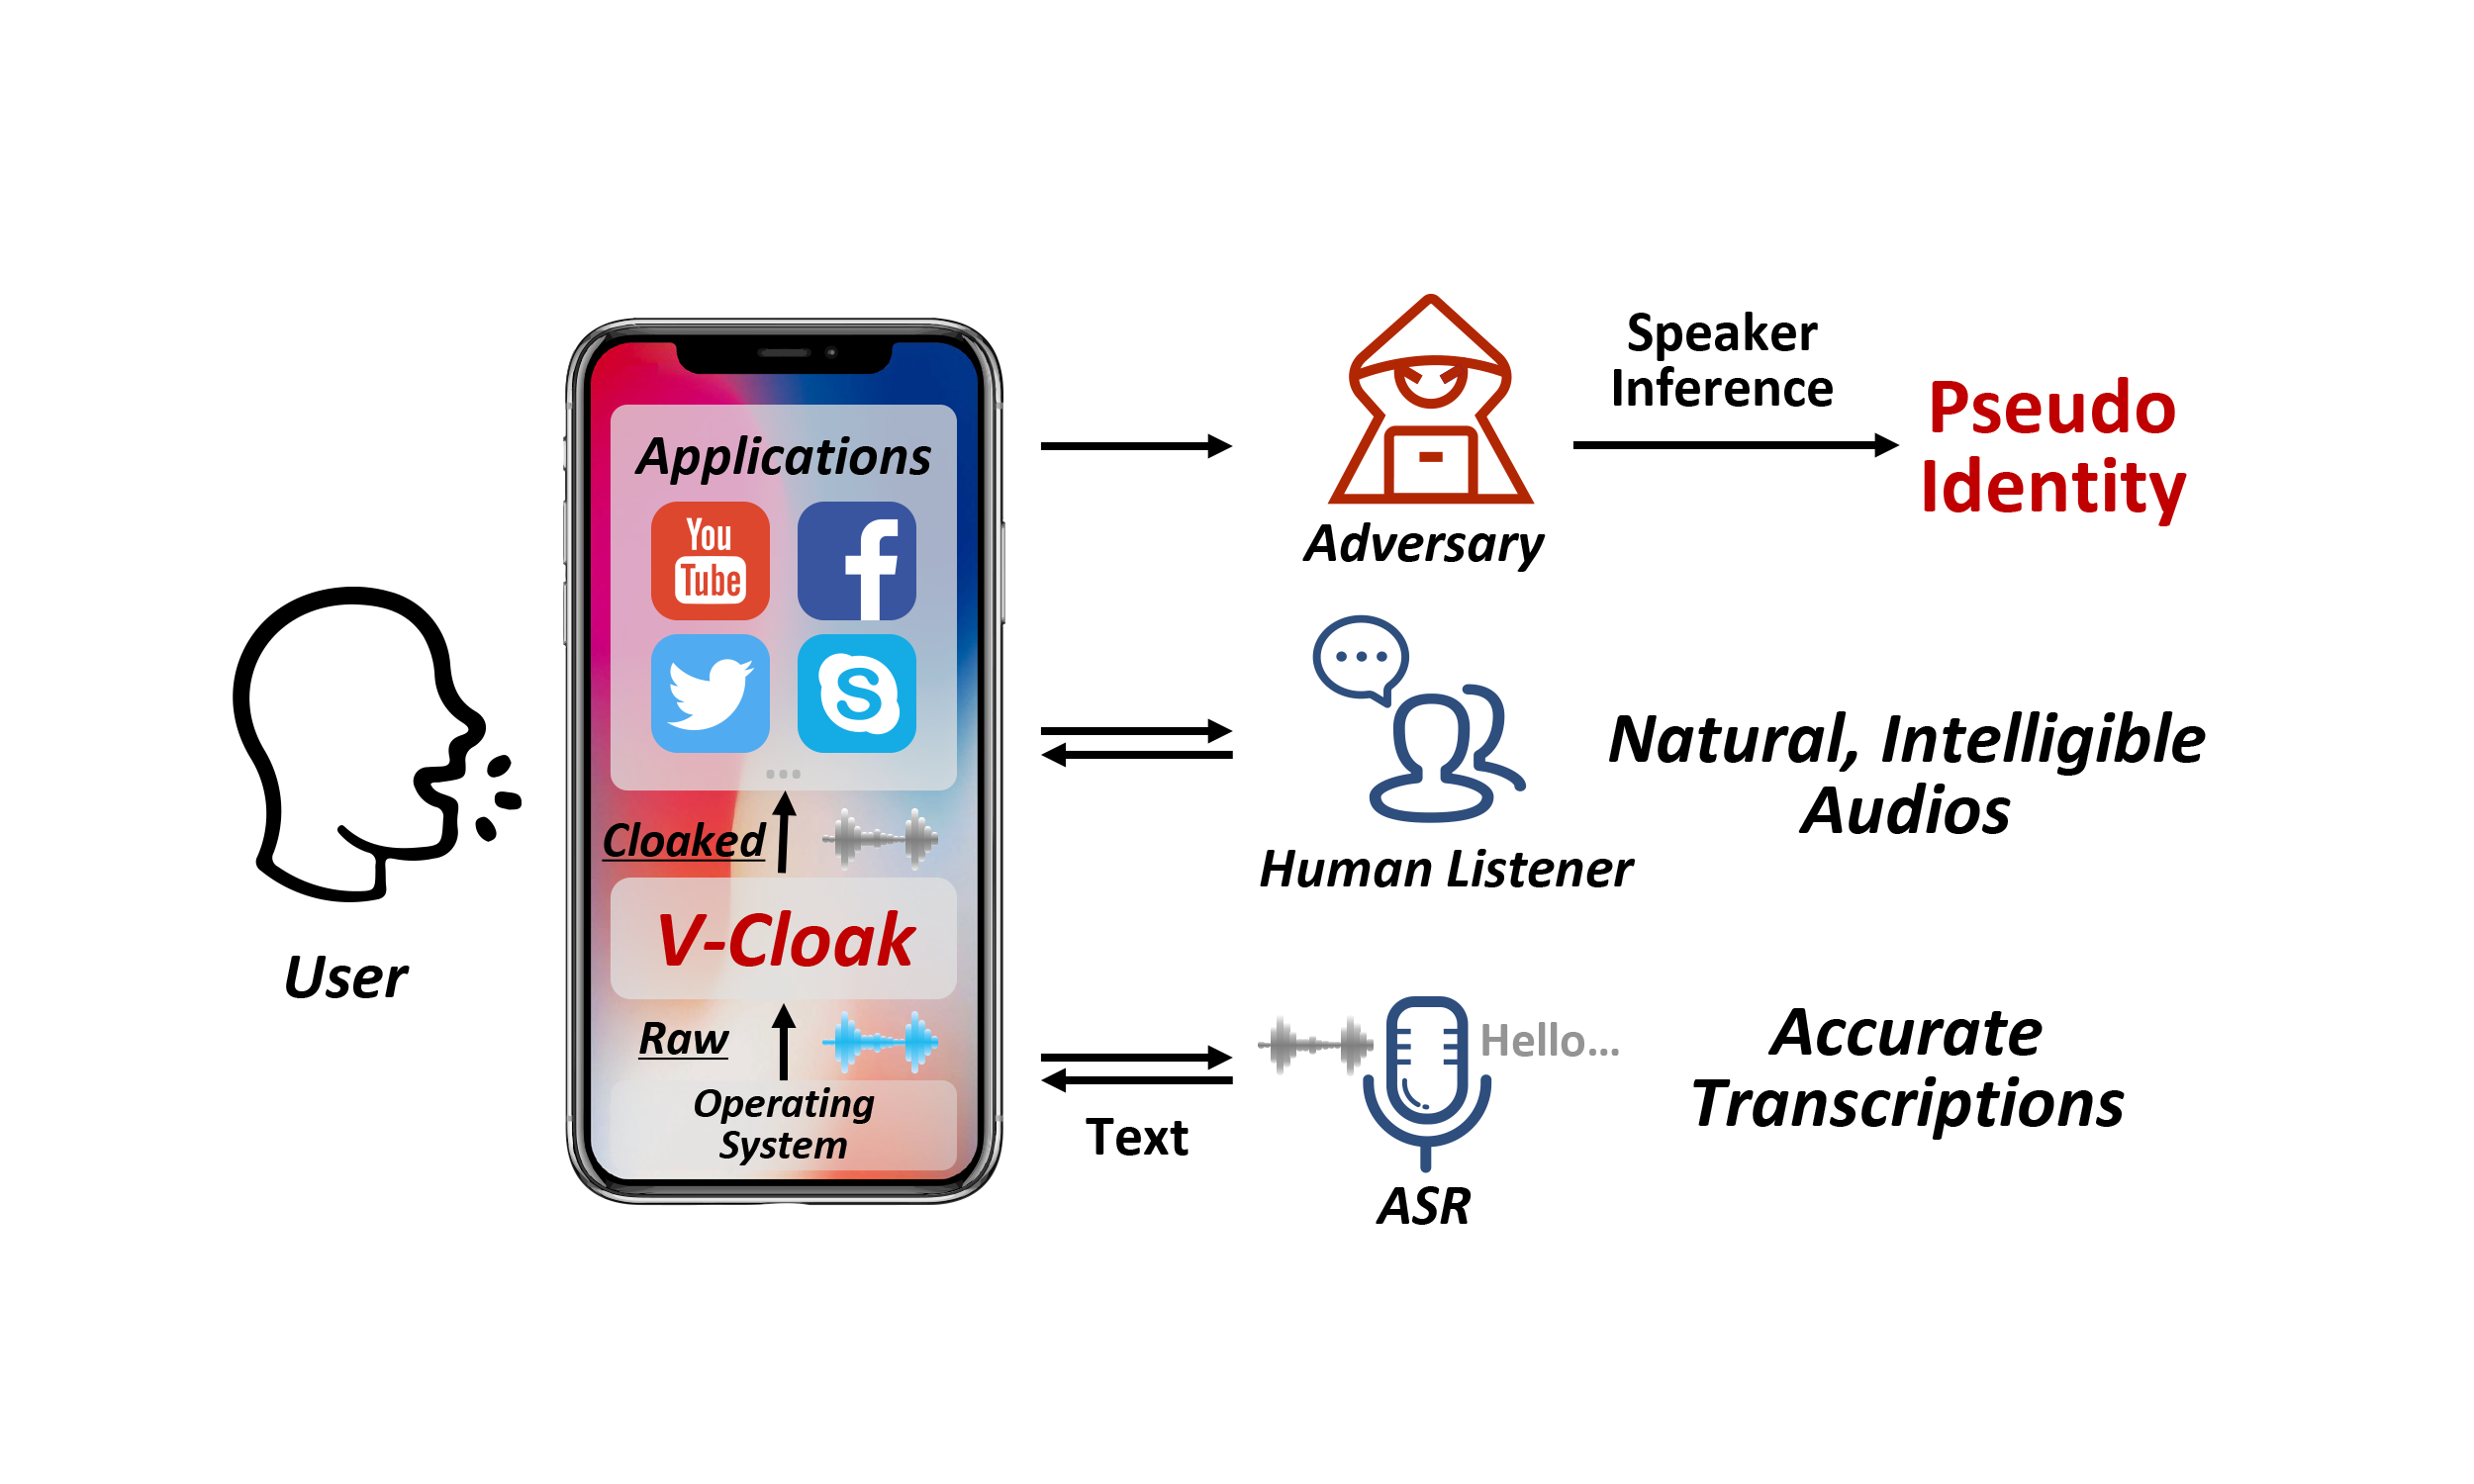 User
Applications
You
Tube
Cloaked
V-Cloak
Raw
Operating
System
Adversary
Speaker
Inference
Pseudo
Identity
Human Listener
Natural, Intelligible
Audios
Text
Hello...
ASR
Accurate
Transcriptions